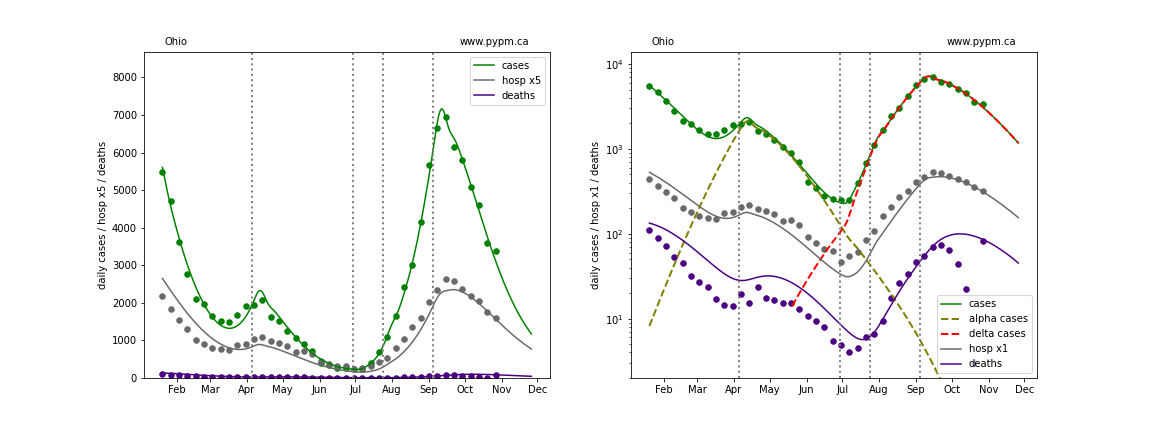 Ohio
www.pypm.ca
daily cases / hosp x5 / deaths
8000
7000
6000
5000
4000
3000
2000
1000
0
Feb Mar Apr May Jun Jul Aug Sep Oct Nov Dec
cases
hosp x5
deaths
Ohio
www.pypm.ca
daily cases / hosp x1 / deaths
10⁴
10³
10²
10¹
Feb Mar Apr May Jun Jul Aug Sep Oct Nov Dec
cases
alpha cases
delta cases
hosp x1
deaths